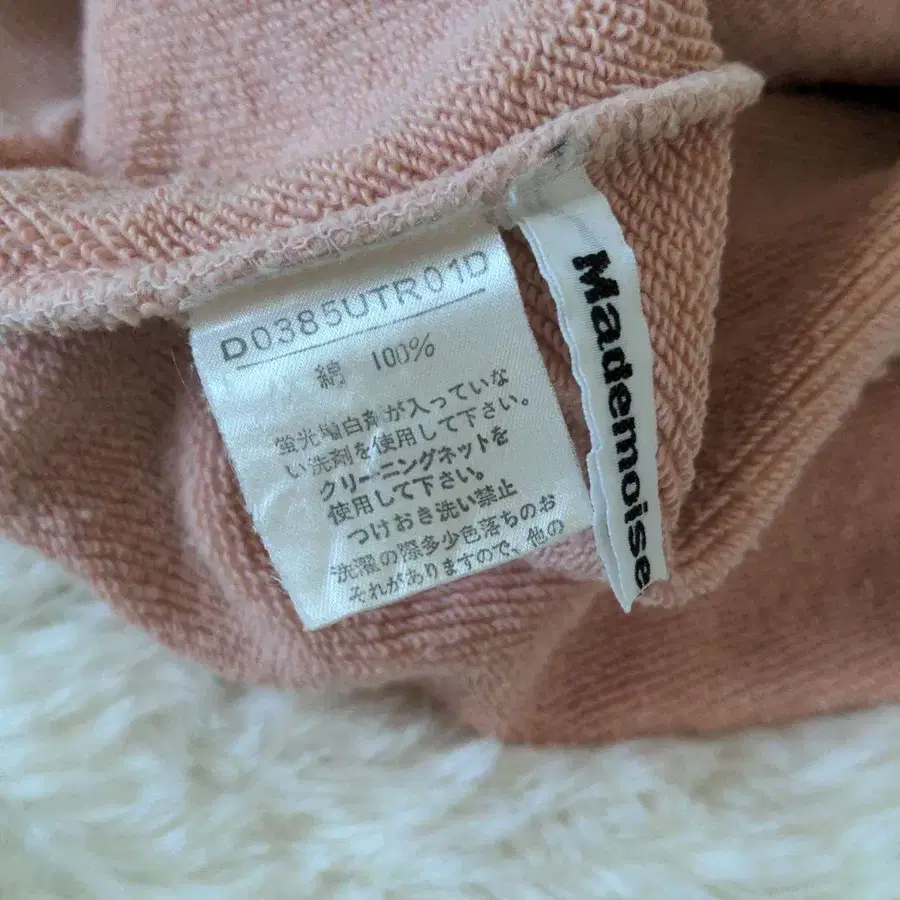 D0385UTR01D
綿 100%
蛍光増白剤が入っていな
い洗剤を使用して下さい。
クリーニングネットを
使用して下さい。
つけおき洗い禁止
洗濯の際多少色落ちのお
それがありますので、他の
Mademoise